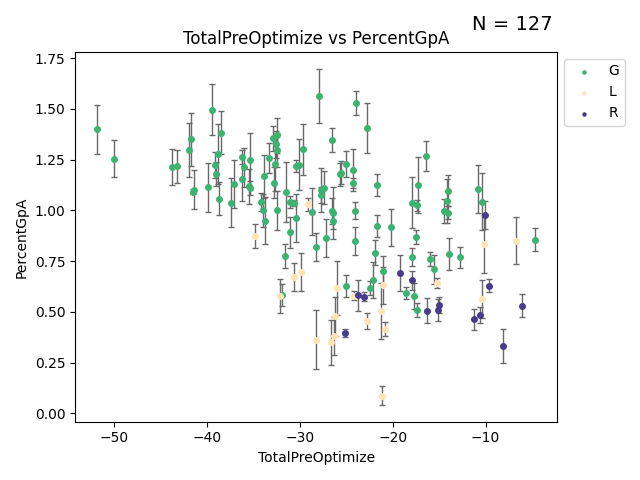 N = 127
TotalPreOptimize vs PercentGpA
1.75
1.50
1.25
1.00
0.75
0.50
0.25
0.00
PercentGpA
−50
−40
−30
−20
−10
TotalPreOptimize
G
L
R